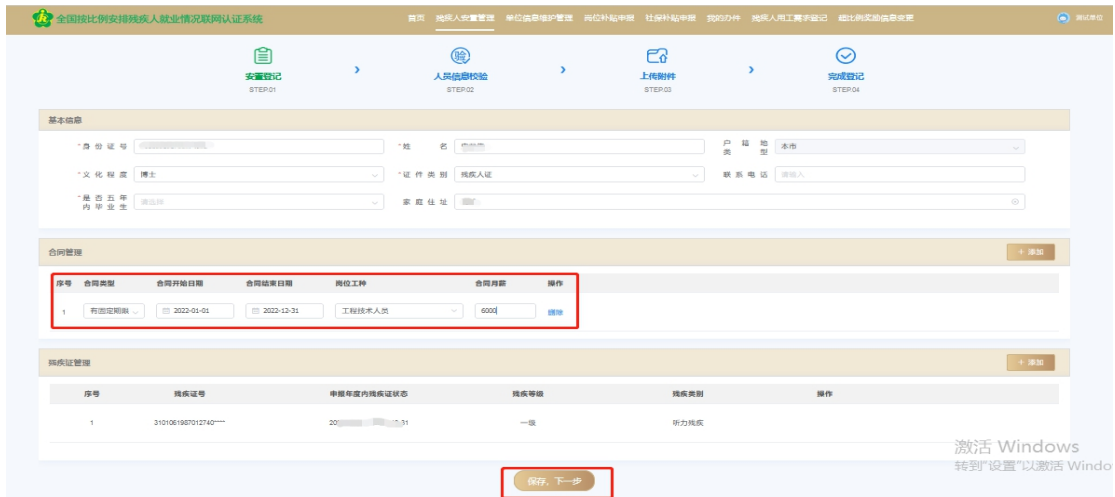 全国按比例安排残疾人就业情况联网认证系统
首页 残疾人安置管理 单位信息维护管理 岗位补贴申报 社保补贴申报 我的办件 残疾人用工需求登记 超比例奖励信息变更 测试单位
安置登记 人员信息校验 上传附件 完成登记
STEP.01 STEP.02 STEP.03 STEP.04
基本信息
*身份证号 *姓 名 户籍地类型 本市
*文化程度 博士 *证件类别 残疾人证 联系电话 请输入
*是否五年内毕业生 请选择 家庭住址
合同管理 + 添加
序号 合同类型 合同开始日期 合同结束日期 岗位工种 合同月薪 操作
1 有固定期限 2022-01-01 2022-12-31 工程技术人员 6000 删除
残疾证管理 + 添加
序号 残疾证号 申报年度内残疾证状态 残疾等级 残疾类别 操作
1 3101061987012740**** 一级 听力残疾
激活 Windows
转到"设置"以激活 Windo
保存，下一步